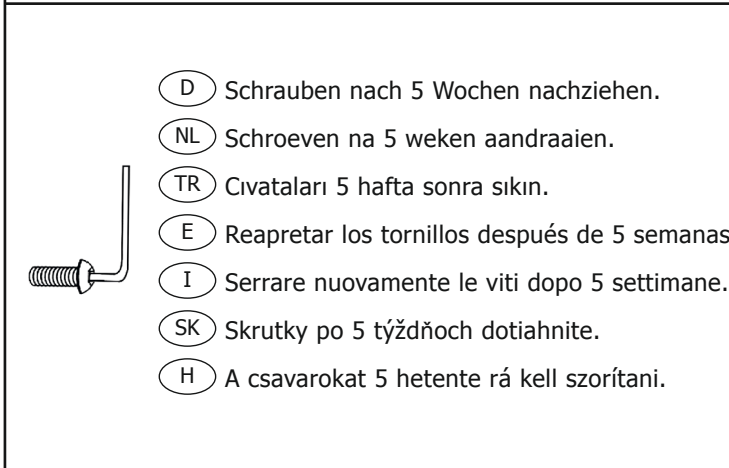 D Schrauben nach 5 Wochen nachziehen.
NL Schroeven na 5 weken aandraaien.
TR Cıvataları 5 hafta sonra sıkın.
E Reapretar los tornillos después de 5 semanas
I Serrare nuovamente le viti dopo 5 settimane.
SK Skrutky po 5 týždňoch dotiahnite.
H A csavarokat 5 hetente rá kell szorítani.